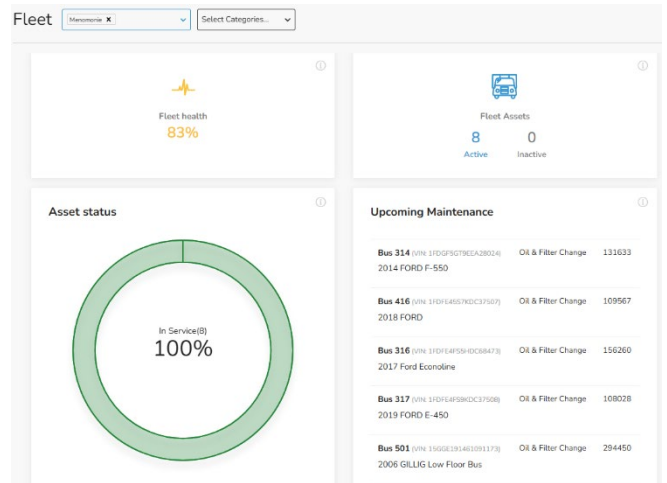 Fleet
Menomonie ×
Select Categories...
Fleet health
83%
Fleet Assets
8
0
Active
Inactive
Asset status
In Service(8)
100%
Upcoming Maintenance
Bus 314 (VIN: 1FDGF5GT9EEA28024) Oil & Filter Change 131633
2014 FORD F-550
Bus 416 (VIN: 1FDFE4SS7KDC37507) Oil & Filter Change 109567
2018 FORD
Bus 316 (VIN: 1FDFE4FS5HDC68473) Oil & Filter Change 156260
2017 Ford Econoline
Bus 317 (VIN: 1FDFE4FS9KDC37508) Oil & Filter Change 108028
2019 FORD E-450
Bus 501 (VIN: 15GGE191461091173) Oil & Filter Change 294450
2006 GILLIG Low Floor Bus